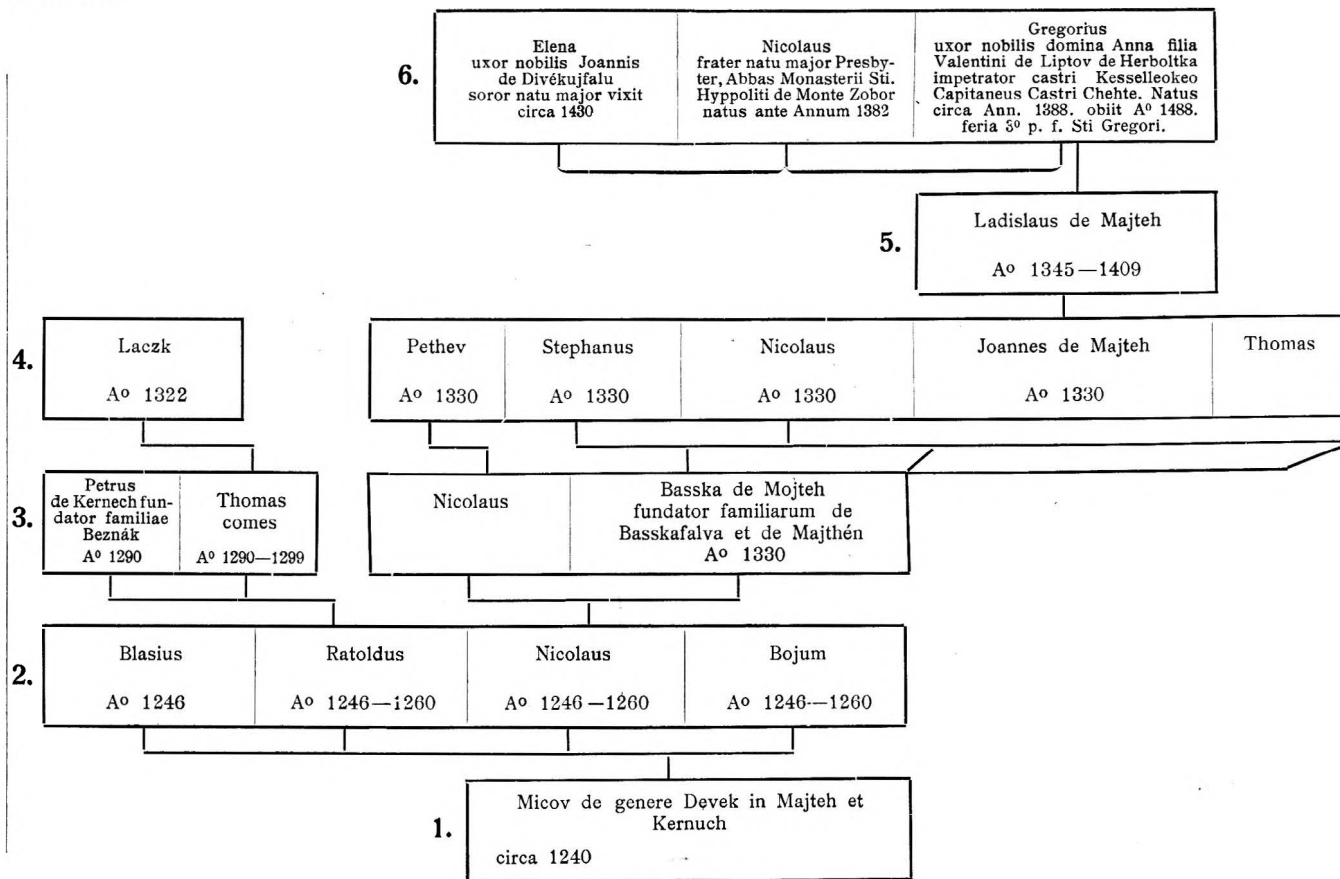 6.
Elena
uxor nobilis Joannis
de Divékujfalu
soror natu major vixit
circa 1430
Nicolaus
frater natu major Presby-
ter, Abbas Monasterii Sti.
Hyppoliti de Monte Zobor
natus ante Annum 1382
Gregorius
uxor nobilis domina Anna filia
Valentini de Liptov de Herboltka
impetrator castri Kesselleokeo
Capitaneus Castri Chehte. Natus
circa Ann. 1388. obiit Aº 1488.
feria 3º p. f. Sti Gregori.
5.
Ladislaus de Majteh
Aº 1345—1409
4.
Laczk
Aº 1322
Pethev
Aº 1330
Stephanus
Aº 1330
Nicolaus
Aº 1330
Joannes de Majteh
Aº 1330
Thomas
3.
Petrus
de Kernech fun-
dator familiae
Beznák
Aº 1290
Thomas
comes
Aº 1290—1299
Nicolaus
Basska de Mojteh
fundator familiarum de
Basskafalva et de Majthén
Aº 1330
2.
Blasius
Aº 1246
Ratoldus
Aº 1246—1260
Nicolaus
Aº 1246—1260
Bojum
Aº 1246—1260
1.
Micov de genere Devek in Majteh et
Kernuch
circa 1240